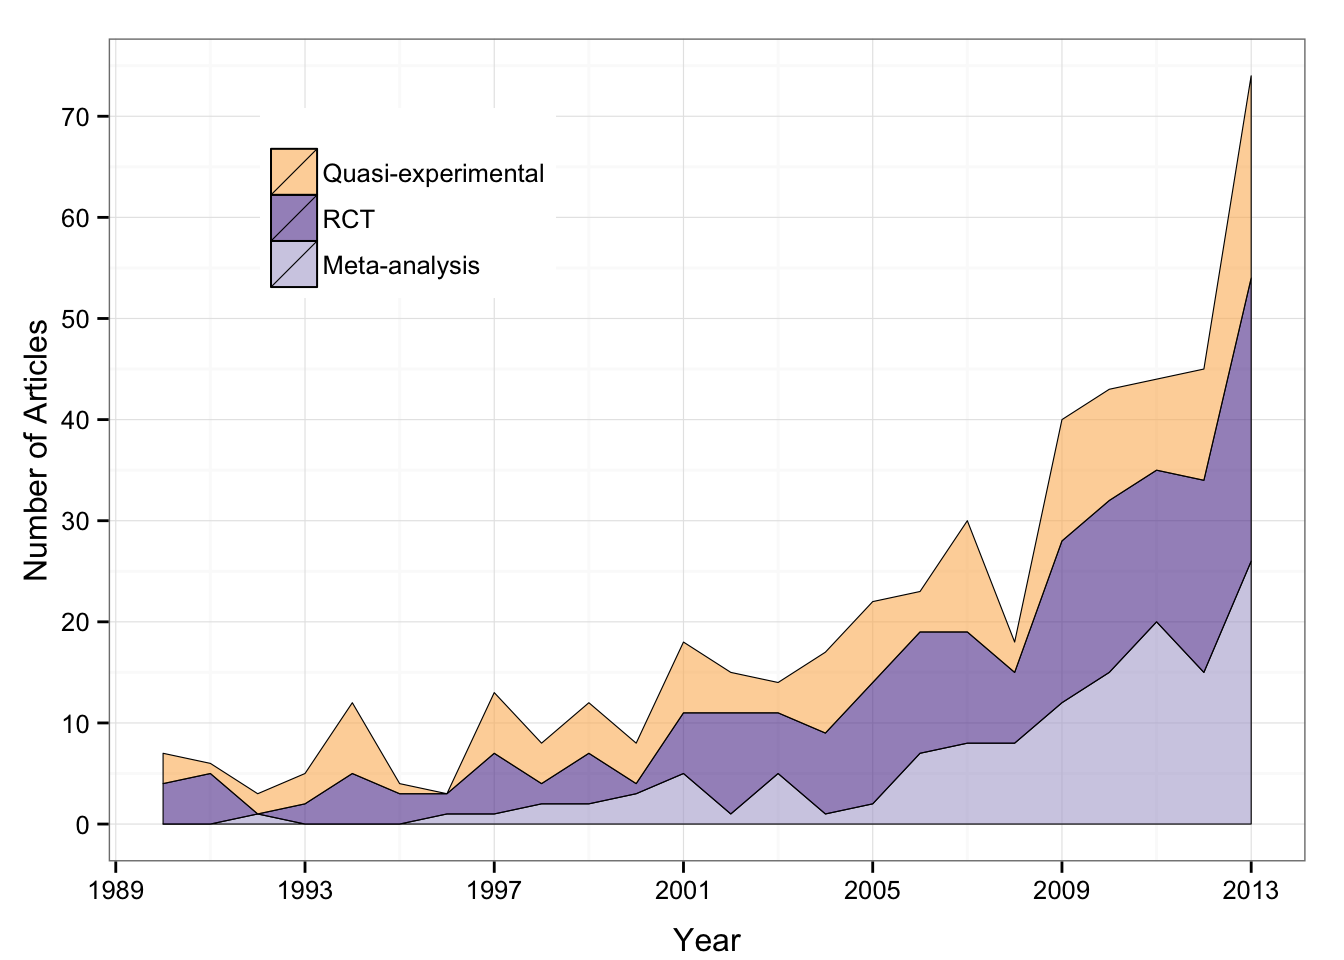 Number of Articles
70
60
50
40
30
20
10
0
Quasi-experimental
RCT
Meta-analysis
1989 1993 1997 2001 2005 2009 2013
Year